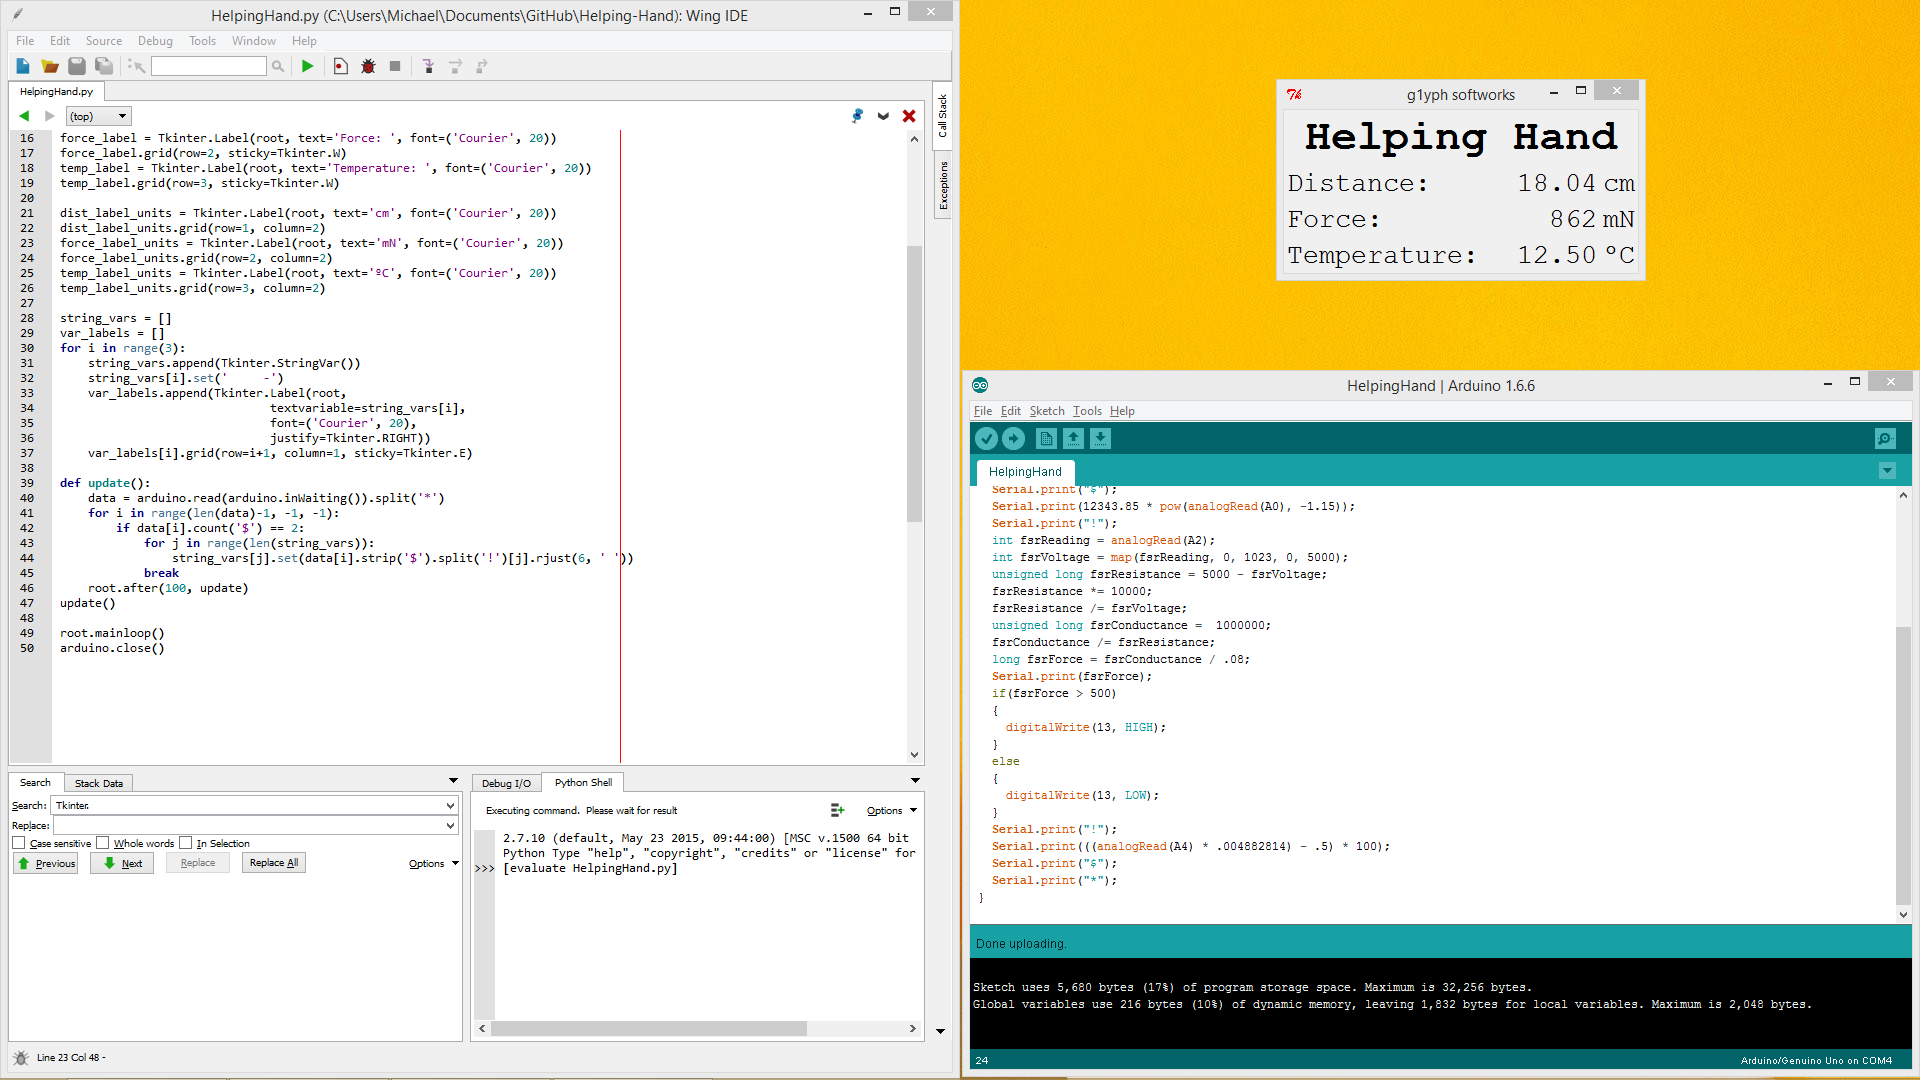 HelpingHand.py (C:\Users\Michael\Documents\GitHub\Helping-Hand): Wing IDE
File Edit Source Debug Tools Window Help
HelpingHand.py
(top)
16 force_label = Tkinter.Label(root, text='Force: ', font=('Courier', 20))
17 force_label.grid(row=2, sticky=Tkinter.W)
18 temp_label = Tkinter.Label(root, text='Temperature: ', font=('Courier', 20))
19 temp_label.grid(row=3, sticky=Tkinter.W)
20
21 dist_label_units = Tkinter.Label(root, text='cm', font=('Courier', 20))
22 dist_label_units.grid(row=1, column=2)
23 force_label_units = Tkinter.Label(root, text='mN', font=('Courier', 20))
24 force_label_units.grid(row=2, column=2)
25 temp_label_units = Tkinter.Label(root, text='ºC', font=('Courier', 20))
26 temp_label_units.grid(row=3, column=2)
27
28 string_vars = []
29 var_labels = []
30 for i in range(3):
31     string_vars.append(Tkinter.StringVar())
32     string_vars[i].set('     -')
33     var_labels.append(Tkinter.Label(root,
34                               textvariable=string_vars[i],
35                               font=('Courier', 20),
36                               justify=Tkinter.RIGHT))
37     var_labels[i].grid(row=i+1, column=1, sticky=Tkinter.E)
38
39 def update():
40     data = arduino.read(arduino.inWaiting()).split('*')
41     for i in range(len(data)-1, -1, -1):
42         if data[i].count('$') == 2:
43             for j in range(len(string_vars)):
44                 string_vars[j].set(data[i].strip('$').split('!')[j].rjust(6, ' '))
45             break
46     root.after(100, update)
47 update()
48
49 root.mainloop()
50 arduino.close()
Call Stack
Exceptions
Search Stack Data
Search: Tkinter.
Replace:
Case sensitive Whole words In Selection
Previous Next Replace Replace All Options
Debug I/O Python Shell
Executing command. Please wait for result Options
2.7.10 (default, May 23 2015, 09:44:00) [MSC v.1500 64 bit
Python Type "help", "copyright", "credits" or "license" for
>>> [evaluate HelpingHand.py]
Line 23 Col 48 -
g1yph softworks
Helping Hand
Distance: 18.04 cm
Force: 862 mN
Temperature: 12.50 ºC
HelpingHand | Arduino 1.6.6
File Edit Sketch Tools Help
HelpingHand
Serial.print("$");
Serial.print(12343.85 * pow(analogRead(A0), -1.15));
Serial.print("!");
int fsrReading = analogRead(A2);
int fsrVoltage = map(fsrReading, 0, 1023, 0, 5000);
unsigned long fsrResistance = 5000 - fsrVoltage;
fsrResistance *= 10000;
fsrResistance /= fsrVoltage;
unsigned long fsrConductance =  1000000;
fsrConductance /= fsrResistance;
long fsrForce = fsrConductance / .08;
Serial.print(fsrForce);
if(fsrForce > 500)
{
digitalWrite(13, HIGH);
}
else
{
digitalWrite(13, LOW);
}
Serial.print("!");
Serial.print(((analogRead(A4) * .004882814) - .5) * 100);
Serial.print("$");
Serial.print("*");
}
Done uploading.
Sketch uses 5,680 bytes (17%) of program storage space. Maximum is 32,256 bytes.
Global variables use 216 bytes (10%) of dynamic memory, leaving 1,832 bytes for local variables. Maximum is 2,048 bytes.
24 Arduino/Genuino Uno on COM4